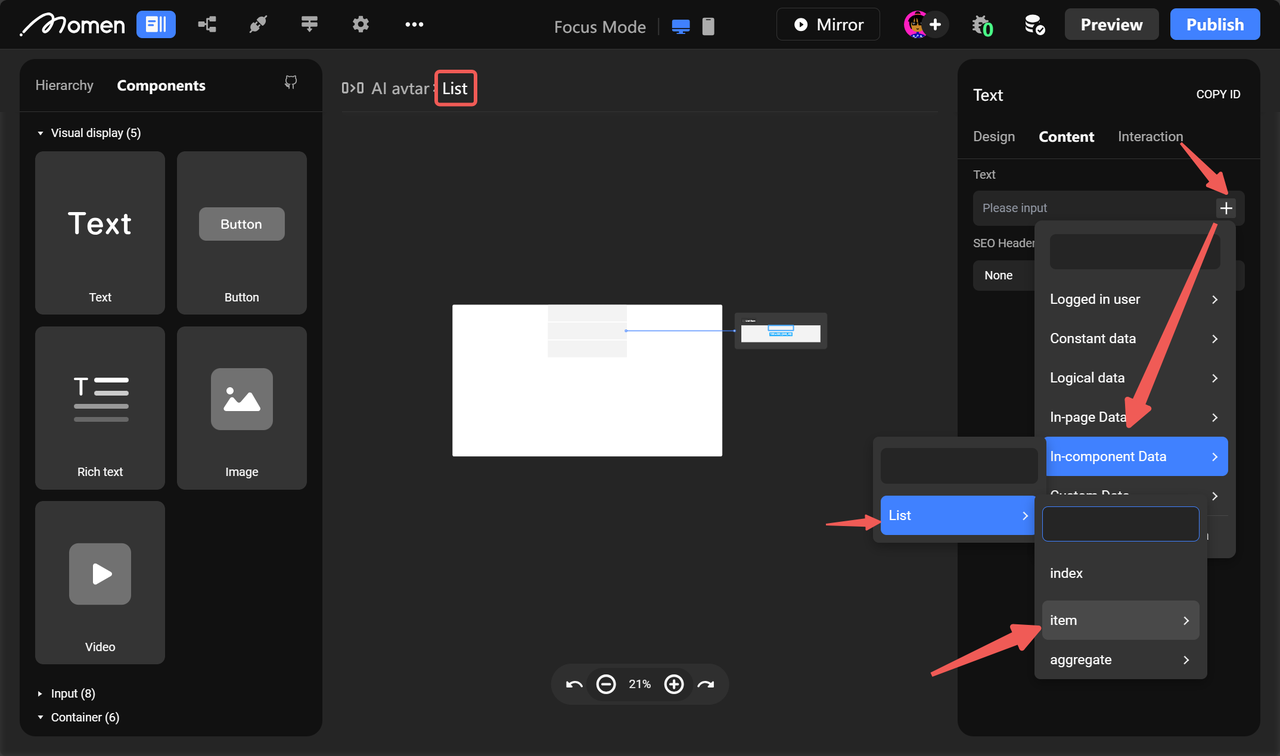 Momen
Focus Mode
Mirror
0
Preview
Publish
Hierarchy
Components
Visual display (5)
Text
Text
Button
Button
Rich text
Image
Video
Input (8)
Container (6)
AI avtar
List
21%
Text
COPY ID
Design
Content
Interaction
Text
Please input
SEO Header
None
Logged in user
Constant data
Logical data
In-page Data
In-component Data
Custom Data
List
index
item
aggregate